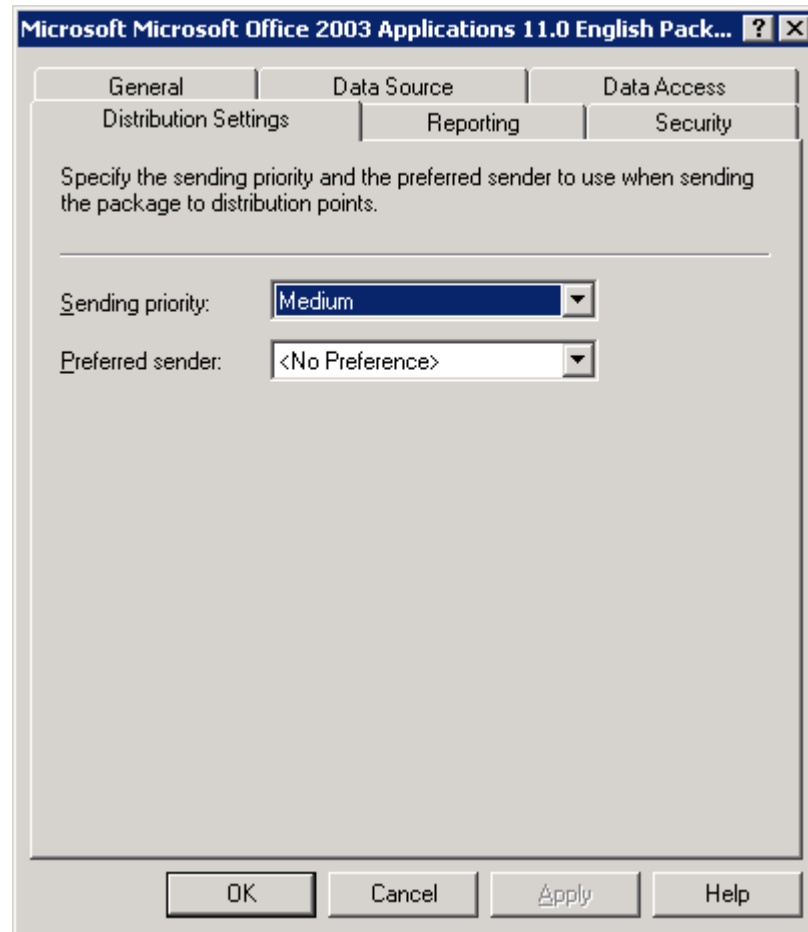 Microsoft Microsoft Office 2003 Applications 11.0 English Pack...
General Data Source Data Access
Distribution Settings Reporting Security
Specify the sending priority and the preferred sender to use when sending
the package to distribution points.
Sending priority: Medium
Preferred sender: <No Preference>
OK Cancel Apply Help